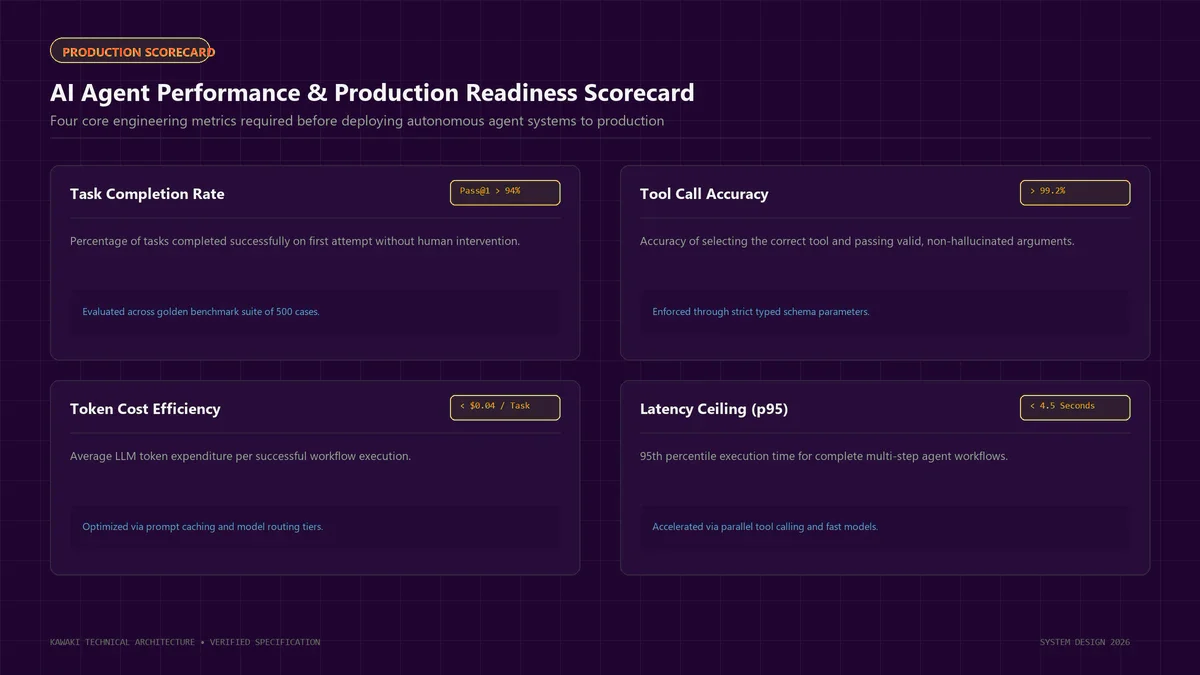 PRODUCTION SCORECARD
AI Agent Performance & Production Readiness Scorecard
Four core engineering metrics required before deploying autonomous agent systems to production
Task Completion Rate
Pass@1 > 94%
Percentage of tasks completed successfully on first attempt without human intervention.
Evaluated across golden benchmark suite of 500 cases.
Tool Call Accuracy
> 99.2%
Accuracy of selecting the correct tool and passing valid, non-hallucinated arguments.
Enforced through strict typed schema parameters.
Token Cost Efficiency
< $0.04 / Task
Average LLM token expenditure per successful workflow execution.
Optimized via prompt caching and model routing tiers.
Latency Ceiling (p95)
< 4.5 Seconds
95th percentile execution time for complete multi-step agent workflows.
Accelerated via parallel tool calling and fast models.
KAWAKI TECHNICAL ARCHITECTURE • VERIFIED SPECIFICATION
SYSTEM DESIGN 2026